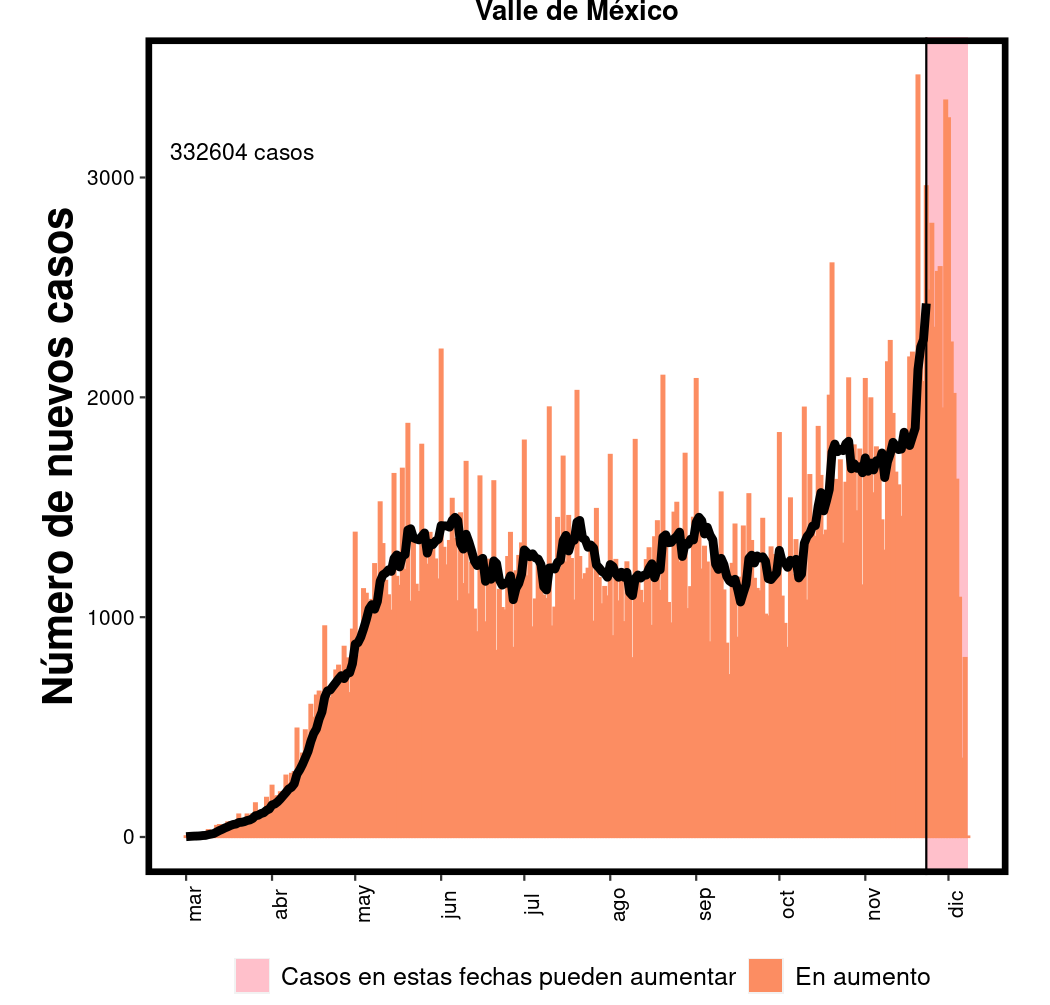 Valle de México
332604 casos
Número de nuevos casos
3000
2000
1000
0
mar
abr
may
jun
jul
ago
sep
oct
nov
dic
Casos en estas fechas pueden aumentar
En aumento